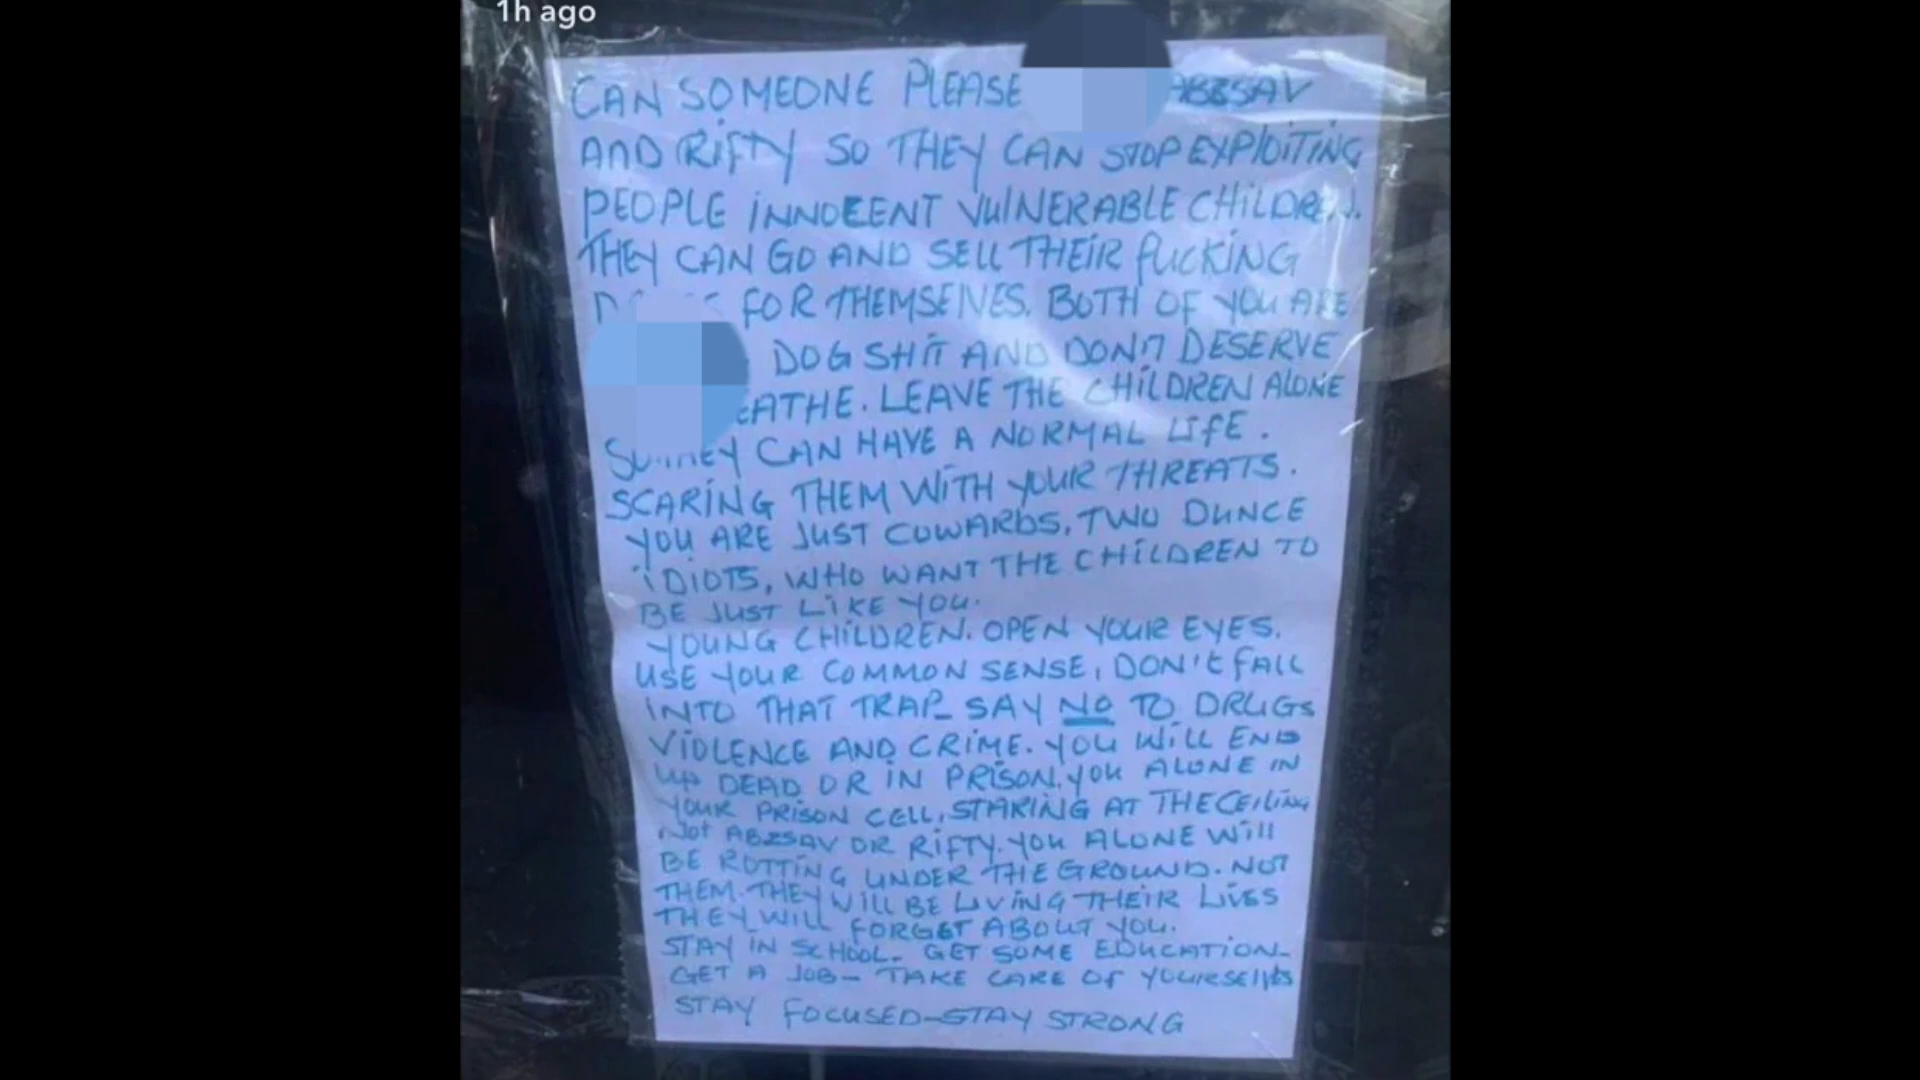 1h ago
CAN SOMEONE PLEASE ABZSAV
AND RIFTY SO THEY CAN STOP EXPLOITING
PEOPLE INNOCENT VULNERABLE CHILDREN.
THEY CAN GO AND SELL THEIR FUCKING
FOR THEMSELVES. BOTH OF YOU ARE
DOG SHIT AND DON'T DESERVE
EATHE. LEAVE THE CHILDREN ALONE
CAN HAVE A NORMAL LIFE.
SCARING THEM WITH YOUR THREATS.
YOU ARE JUST COWARDS, TWO DUNCE
IDIOTS, WHO WANT THE CHILDREN TO
BE JUST LIKE YOU.
YOUNG CHILDREN. OPEN YOUR EYES.
USE YOUR COMMON SENSE, DON'T FALL
INTO THAT TRAP_ SAY NO TO DRUGS
VIOLENCE AND CRIME. YOU WILL END
UP DEAD OR IN PRISON. YOU ALONE IN
YOUR PRISON CELL, STARING AT THE CEILING
NOT ABZSAV OR RIFTY. YOU ALONE WILL
BE ROTTING UNDER THE GROUND. NOT
THEM. THEY WILL BE LIVING THEIR LIVES
THEY WILL FORGET ABOUT YOU.
STAY IN SCHOOL. GET SOME EDUCATION_
GET A JOB - TAKE CARE OF YOURSELVES
STAY FOCUSED - STAY STRONG